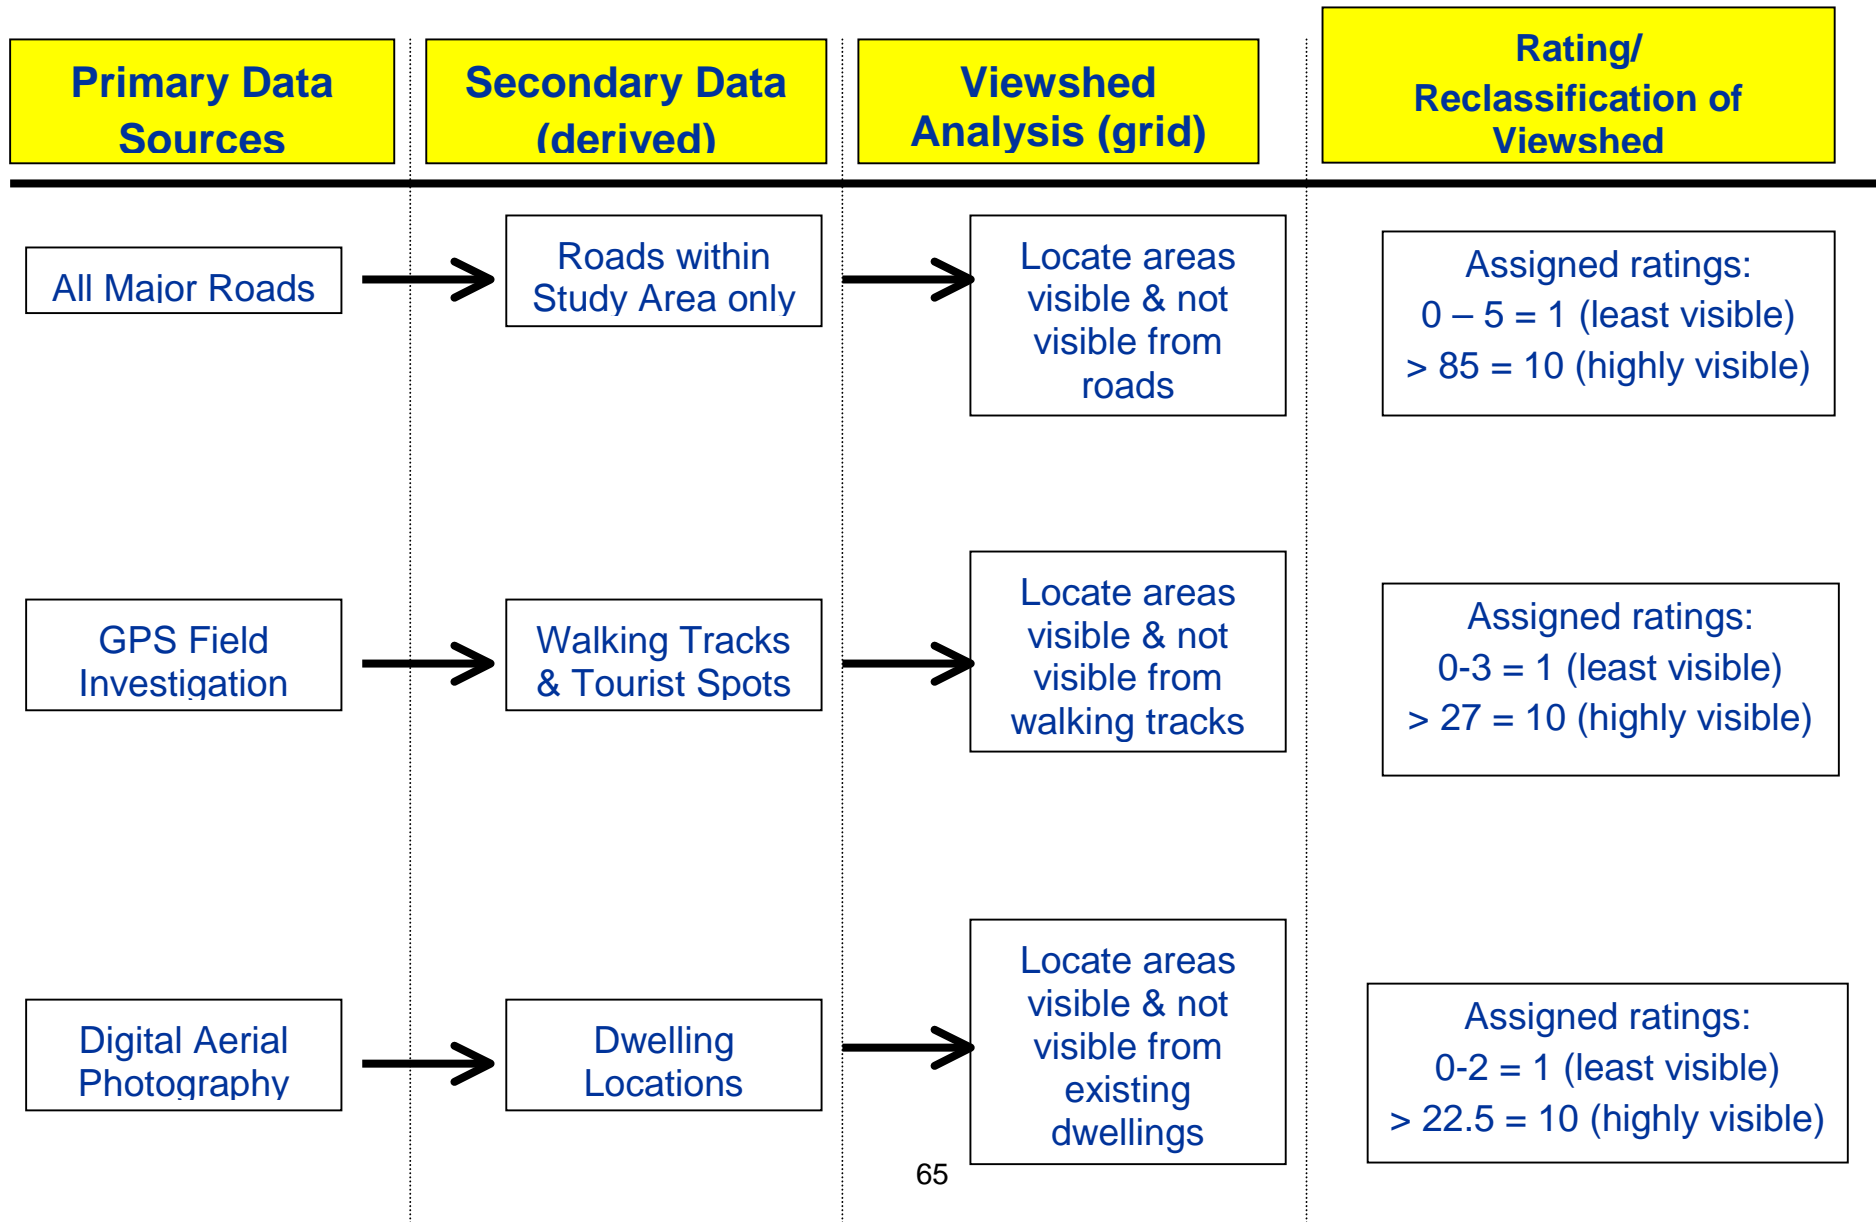 Primary Data
Sources
Secondary Data
(derived)
Viewshed
Analysis (grid)
Rating/
Reclassification of
Viewshed
All Major Roads
Roads within
Study Area only
Locate areas
visible & not
visible from
roads
Assigned ratings:
0 – 5 = 1 (least visible)
> 85 = 10 (highly visible)
GPS Field
Investigation
Walking Tracks
& Tourist Spots
Locate areas
visible & not
visible from
walking tracks
Assigned ratings:
0-3 = 1 (least visible)
> 27 = 10 (highly visible)
Digital Aerial
Photography
Dwelling
Locations
Locate areas
visible & not
visible from
existing
dwellings
Assigned ratings:
0-2 = 1 (least visible)
> 22.5 = 10 (highly visible)
65